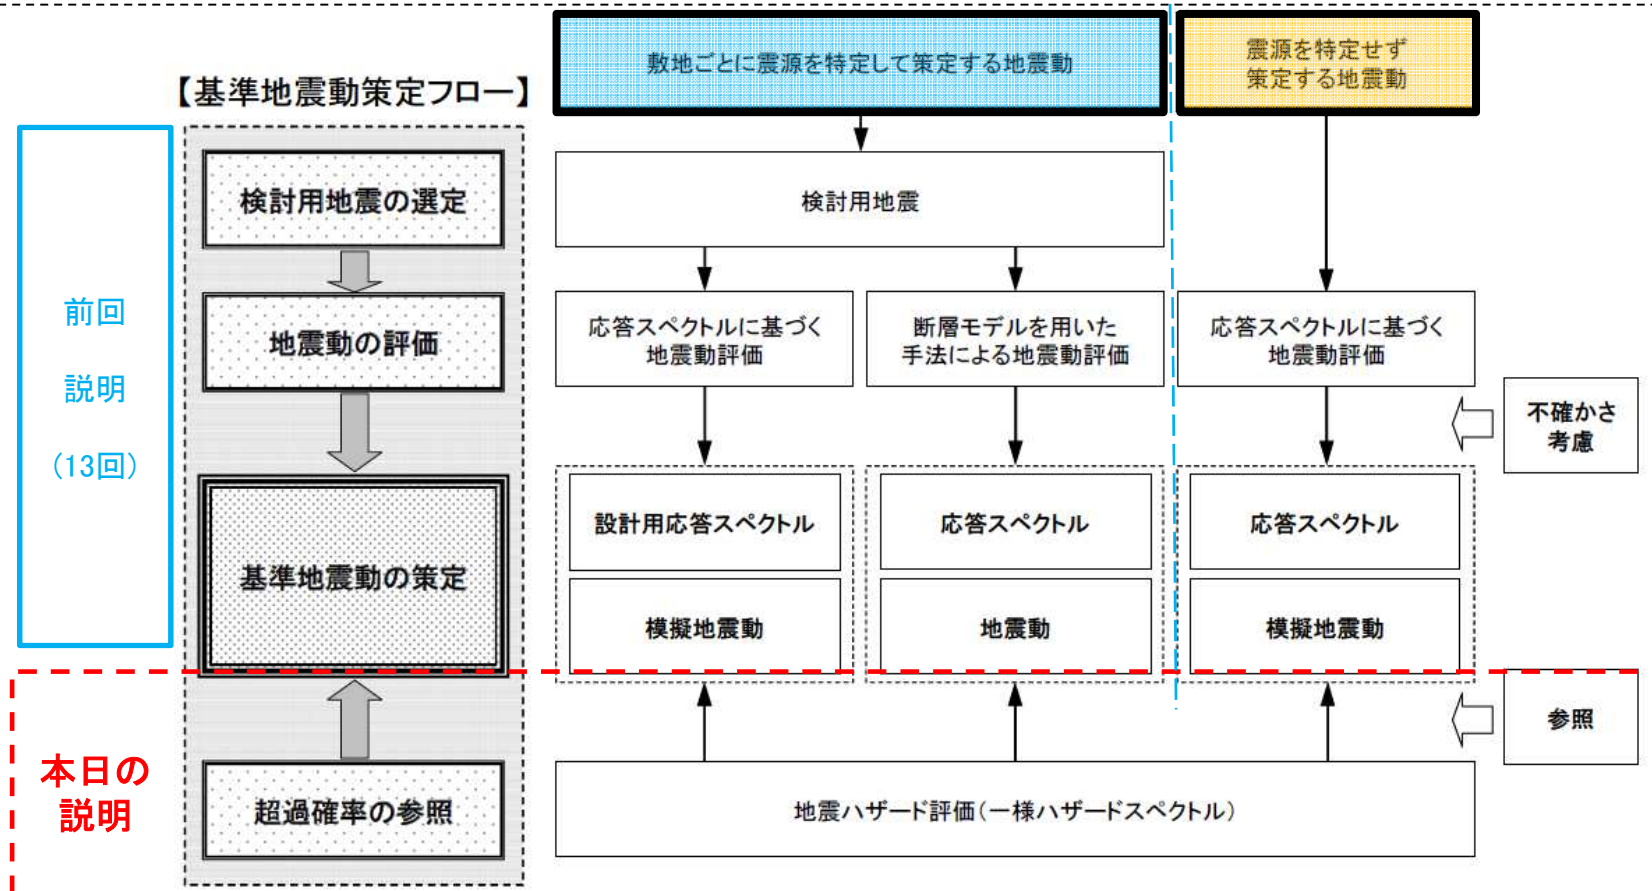 【基準地震動策定フロー】
敷地ごとに震源を特定して策定する地震動
震源を特定せず
策定する地震動
前回
説明
(13回)
検討用地震の選定
検討用地震
地震動の評価
応答スペクトルに基づく
地震動評価
断層モデルを用いた
手法による地震動評価
応答スペクトルに基づく
地震動評価
不確かさ
考慮
基準地震動の策定
設計用応答スペクトル
模擬地震動
応答スペクトル
地震動
応答スペクトル
模擬地震動
参照
本日の
説明
超過確率の参照
地震ハザード評価(一様ハザードスペクトル)